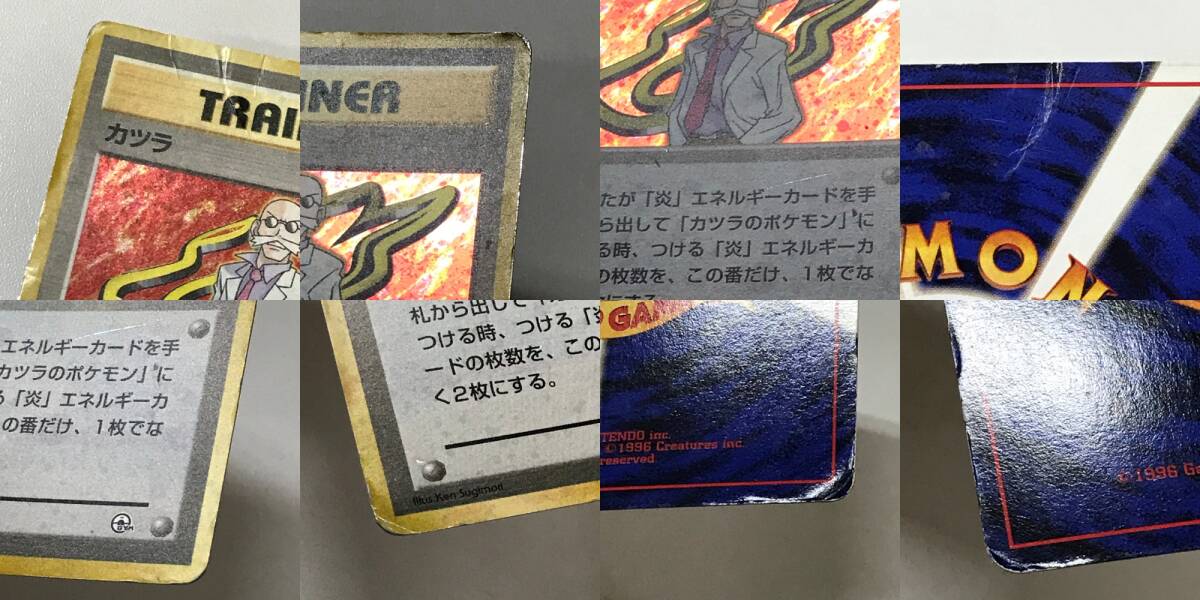 TRAI
カツラ
INER
たが「炎」エネルギーカードを手
ら出して「カツラのポケモン」に
る時、つける「炎」エネルギーカ
の枚数を、この番だけ、1枚でな
MON
エネルギーカードを手
カツラのポケモン」に
る「炎」エネルギーカ
の番だけ、1枚でな
GYM
札から出して「
つける時、つける「炎
ードの枚数を、この
く2枚にする。
Illus.Ken Sugimori
GAM
TENDO inc.
©1996 Creatures inc.
reserved.
©1996 Ga